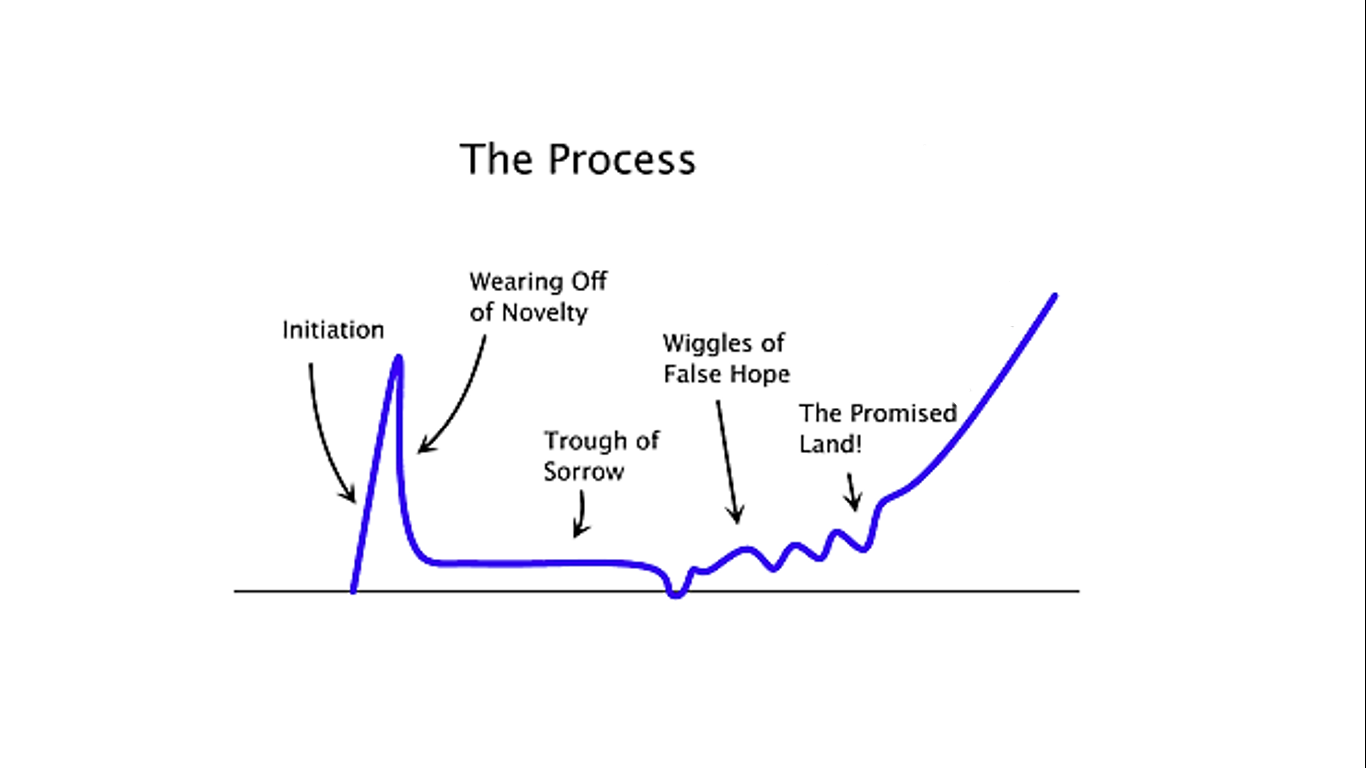 The Process
Initiation
Wearing Off
of Novelty
Trough of
Sorrow
Wiggles of
False Hope
The Promised
Land!